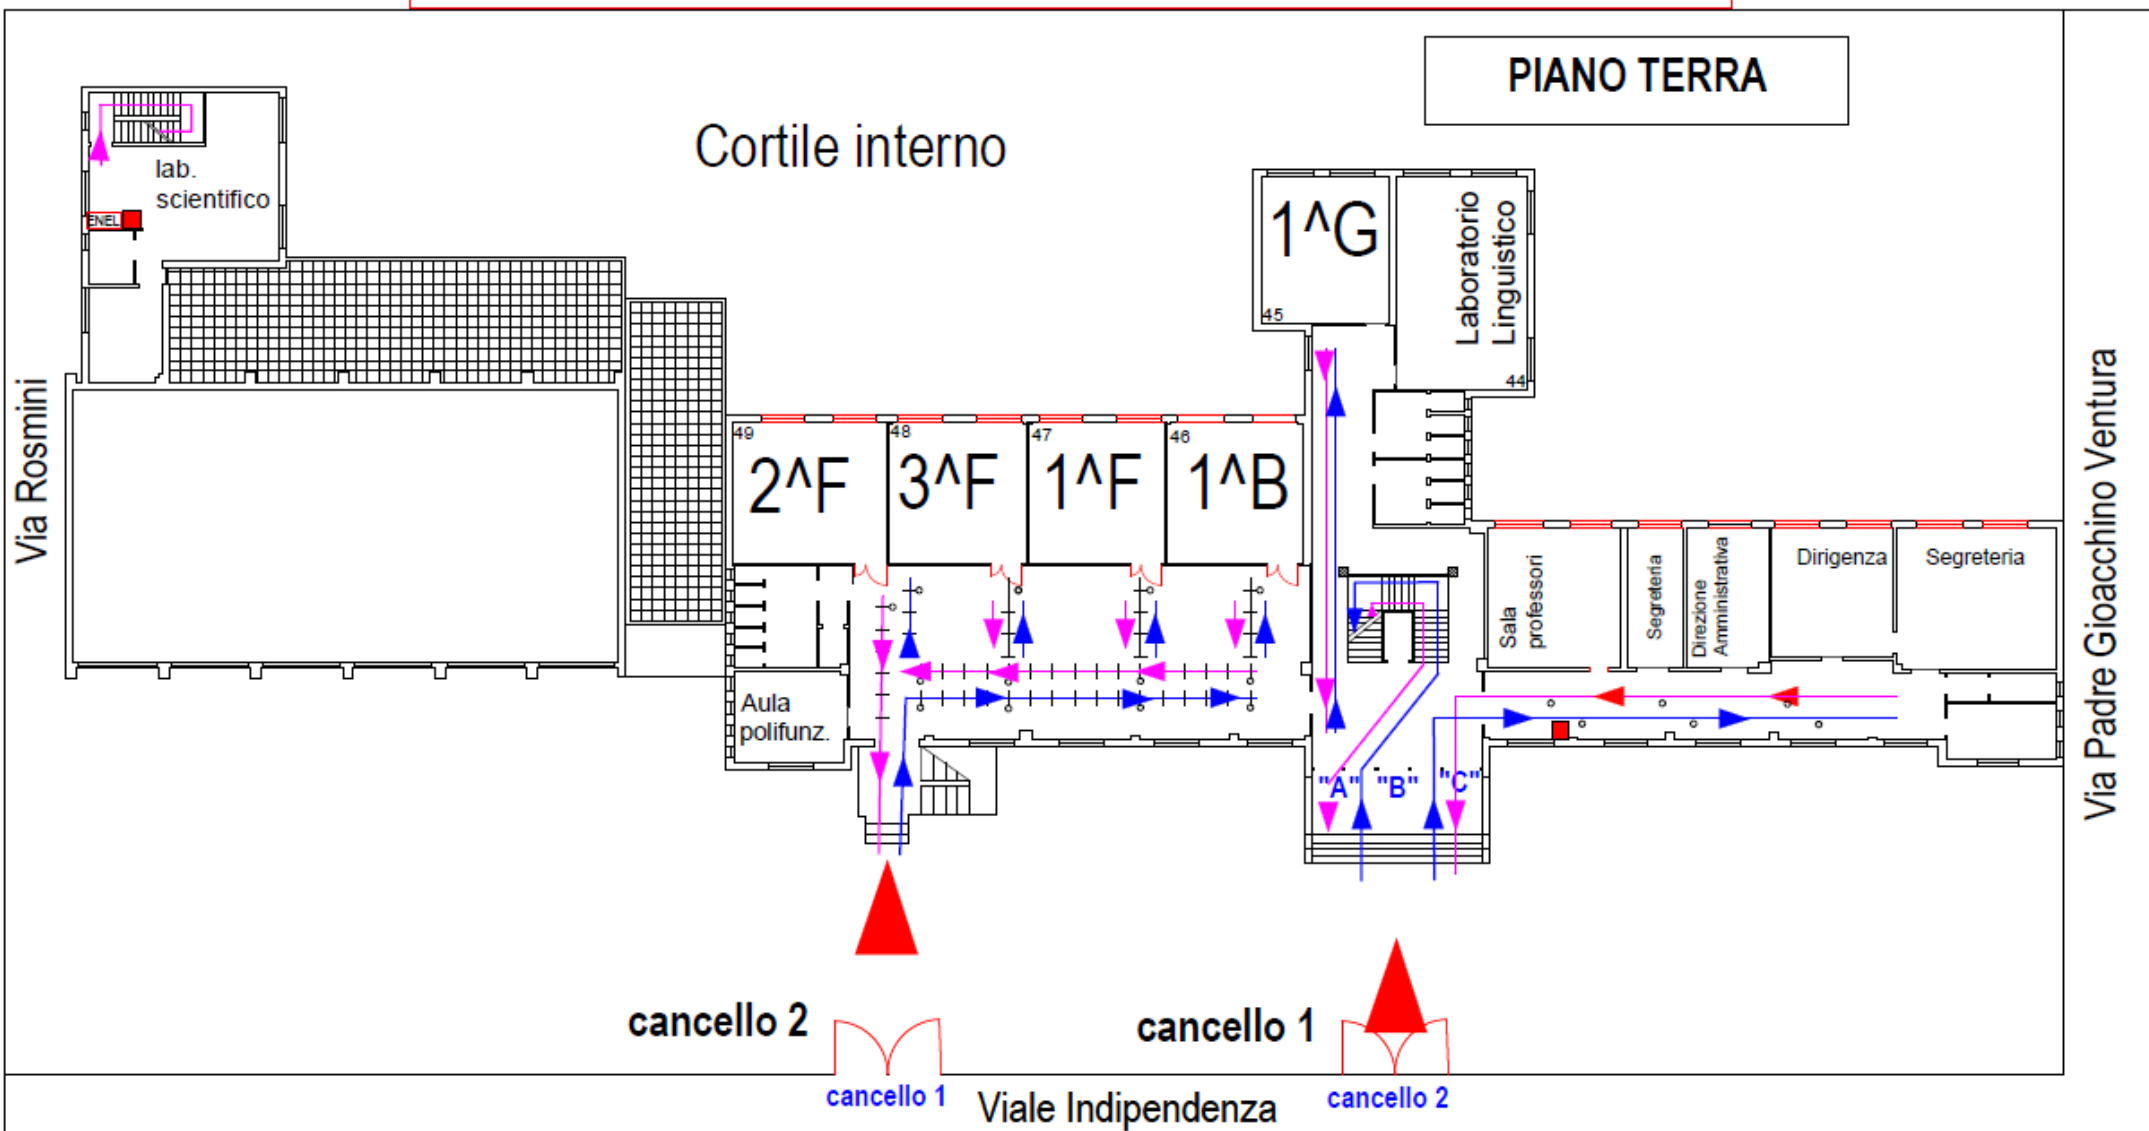 PIANO TERRA
Cortile interno
lab.
scientifico
ENEL
1^G
45
Laboratorio
Linguistico
44
Via Rosmini
49
2^F
48
3^F
47
1^F
46
1^B
Sala
professori
Segreteria
Direzione
Amministrativa
Dirigenza
Segreteria
Via Padre Gioacchino Ventura
Aula
polifunz.
"A"
"B"
"C"
cancello 2
cancello 1
cancello 1
Viale Indipendenza
cancello 2